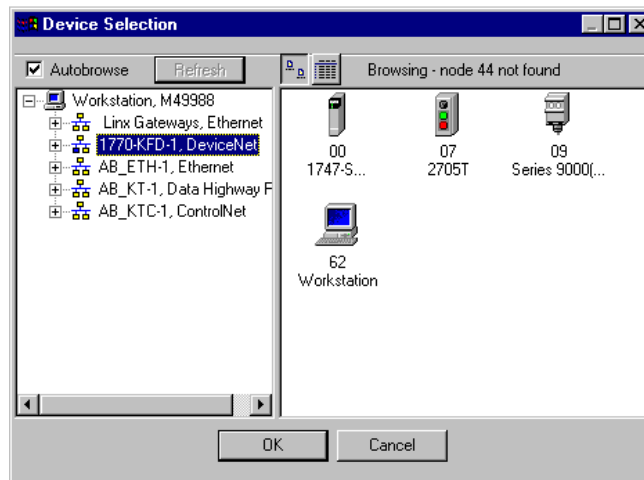 Device Selection
Autobrowse
Refresh
Browsing - node 44 not found
Workstation, M49988
Linx Gateways, Ethernet
1770-KFD-1, DeviceNet
AB_ETH-1, Ethernet
AB_KT-1, Data Highway F
AB_KTC-1, ControlNet
00
1747-S...
07
2705T
09
Series 9000(...
62
Workstation
OK
Cancel